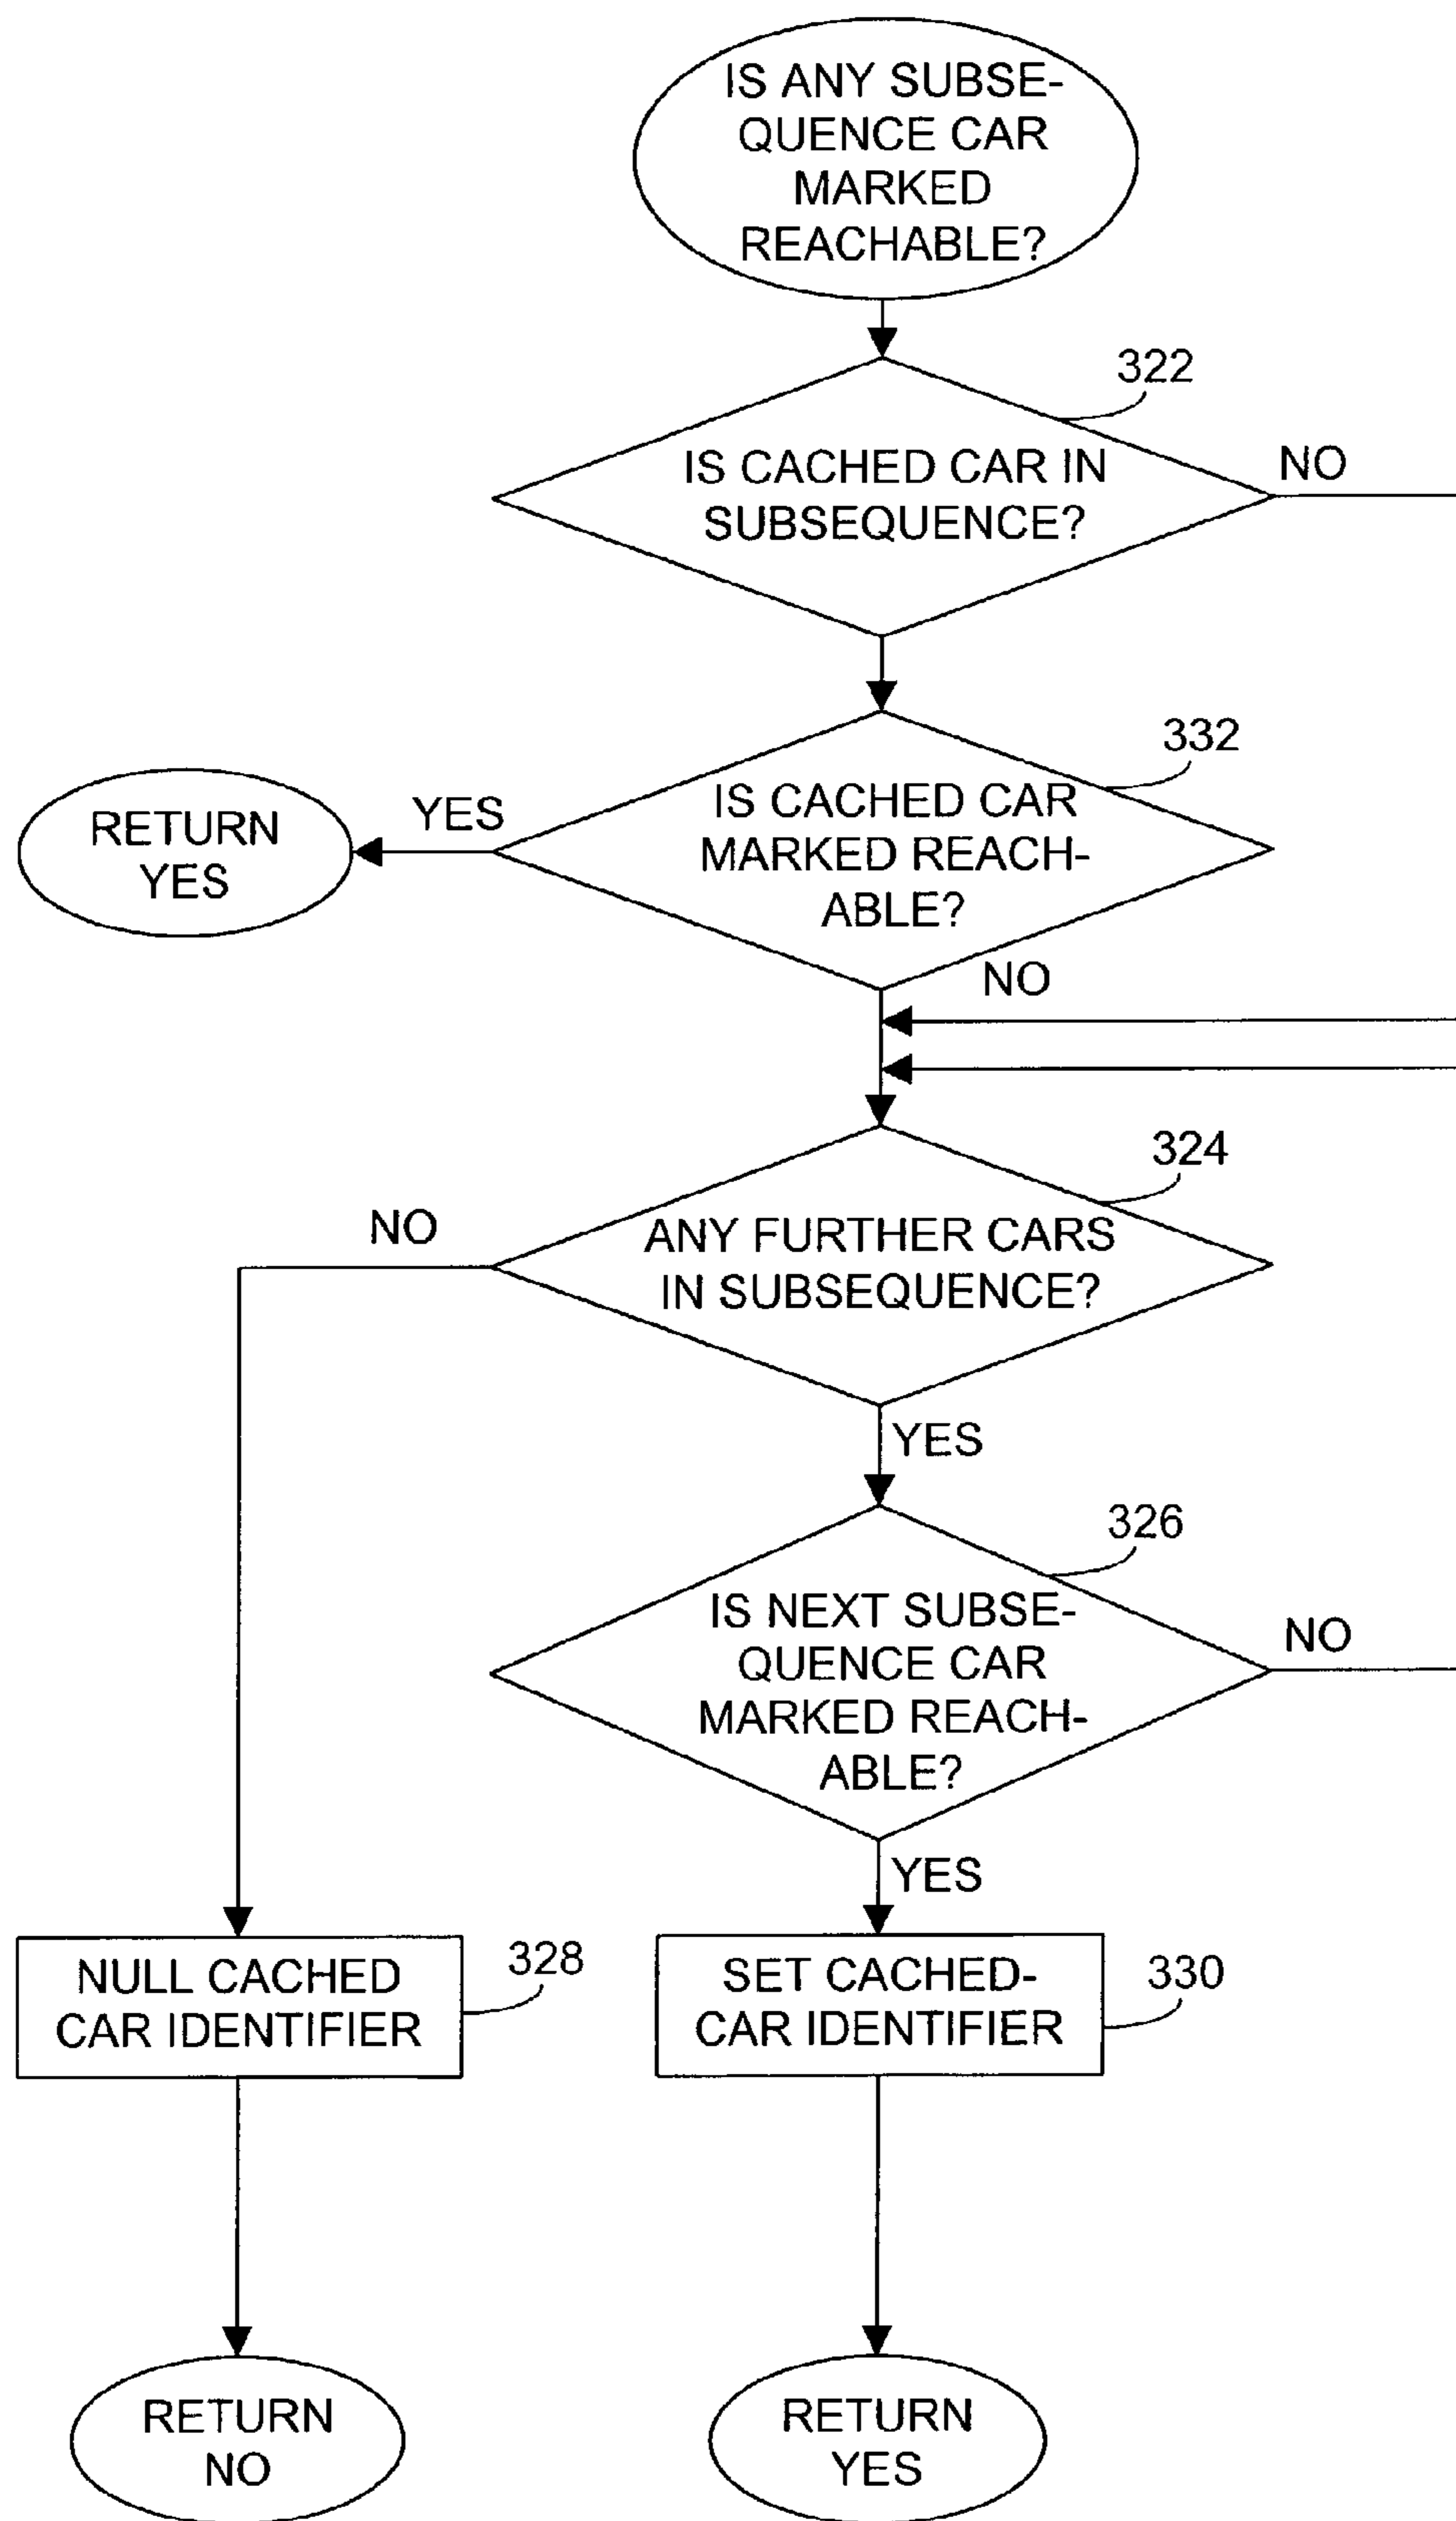 IS ANY SUBSE-
QUENCE CAR
MARKED
REACHABLE?
322
IS CACHED CAR IN
SUBSEQUENCE?
NO
332
IS CACHED CAR
MARKED REACH-
ABLE?
YES
RETURN
YES
NO
324
ANY FURTHER CARS
IN SUBSEQUENCE?
NO
YES
326
IS NEXT SUBSE-
QUENCE CAR
MARKED REACH-
ABLE?
NO
YES
NULL CACHED
CAR IDENTIFIER
328
SET CACHED-
CAR IDENTIFIER
330
RETURN
NO
RETURN
YES